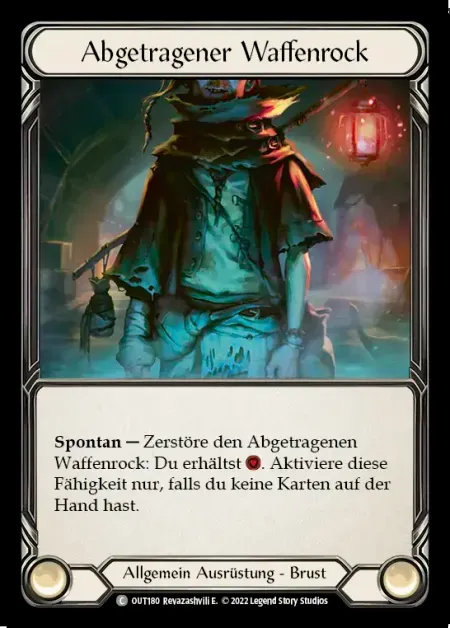 Abgetragener Waffenrock
Spontan — Zerstöre den Abgetragenen
Waffenrock: Du erhältst . Aktiviere diese
Fähigkeit nur, falls du keine Karten auf der
Hand hast.
Allgemein Ausrüstung - Brust
C OUT180 Revazashvili E. © 2022 Legend Story Studios